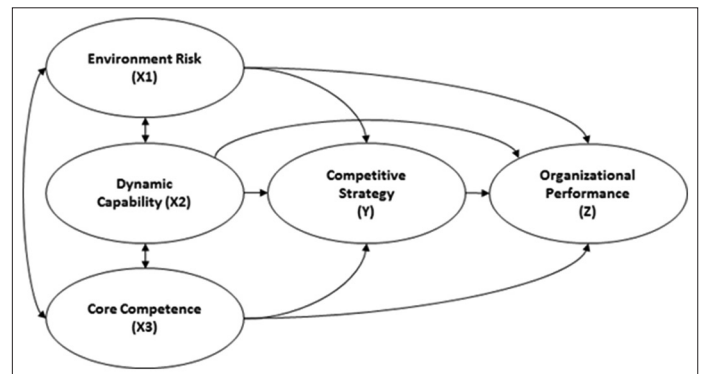 Environment Risk
(X1)
Dynamic
Capability (X2)
Competitive
Strategy
(Y)
Organizational
Performance
(Z)
Core Competence
(X3)